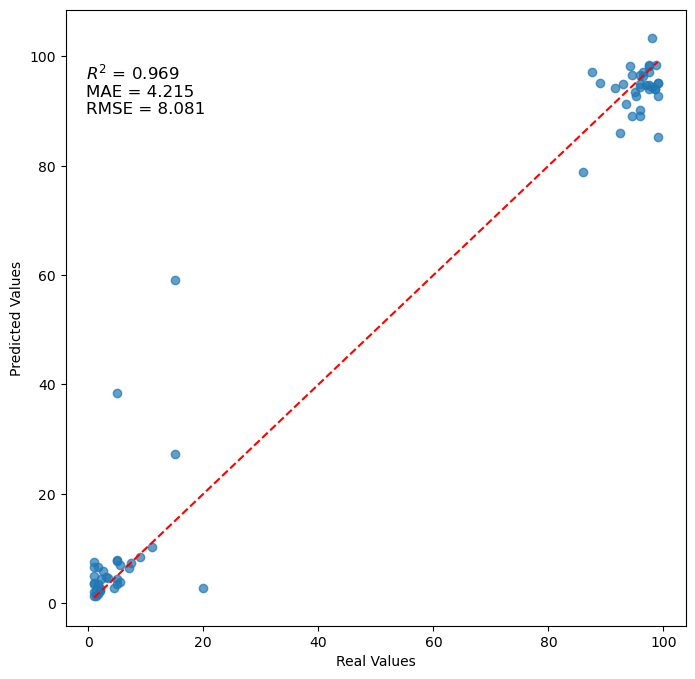 R² = 0.969
MAE = 4.215
RMSE = 8.081
100
80
60
40
20
0
Predicted Values
0 20 40 60 80 100
Real Values